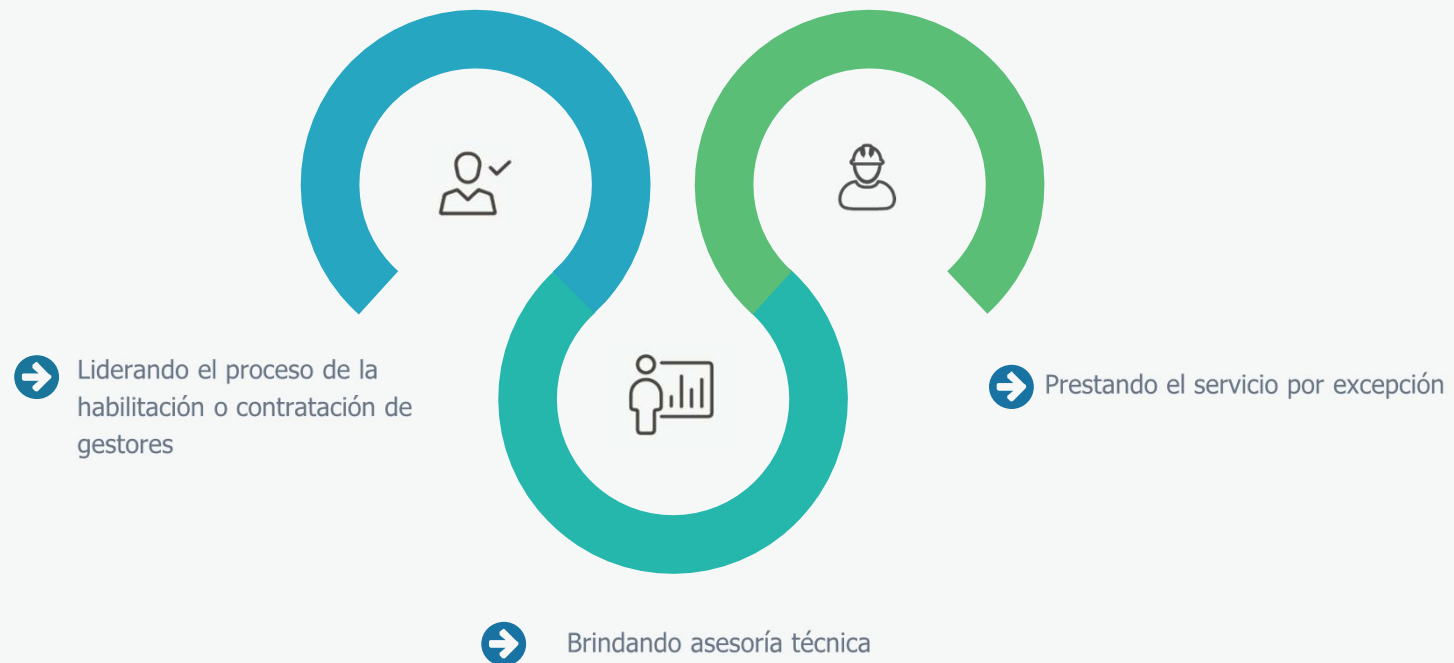 Liderando el proceso de la
habilitación o contratación de
gestores
Prestando el servicio por excepción
Brindando asesoría técnica